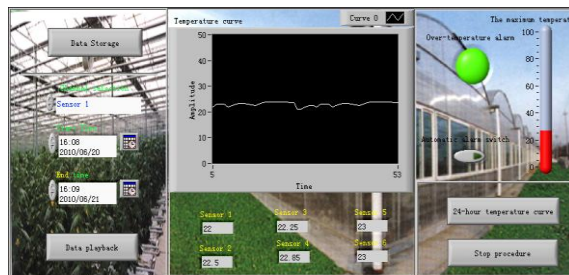 Data Storage
Sensor 1
16:08
2010/06/20
End time
16:09
2010/06/21
Data playback
Temperature curve
Curve 0
Amplitude
50
40
30
20
10
0
5
53
Time
Sensor 1
22
Sensor 3
22.25
Sensor 5
23
Sensor 2
22.5
Sensor 4
22.85
Sensor 6
23
The maximum temperat
Over-temperature alarm
100
80
60
40
20
0
Automatic alarm switch
24-hour temperature curve
Stop procedure